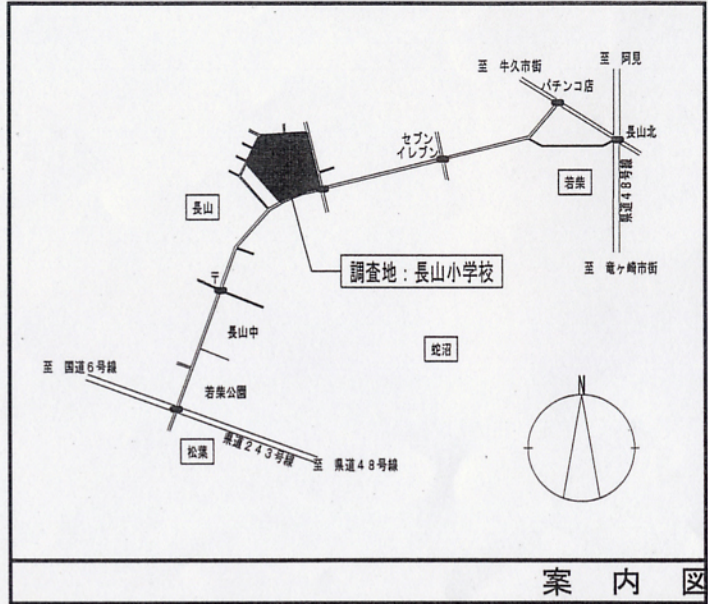 至 阿見
至 牛久市街
パチンコ店
長山北
セブン
イレブン
若柴
県道48号線
長山
至 竜ヶ崎市街
調査地：長山小学校
〒
長山中
蛇沼
至 国道6号線
若柴公園
N
県道243号線
松葉
至 県道48号線
案内図